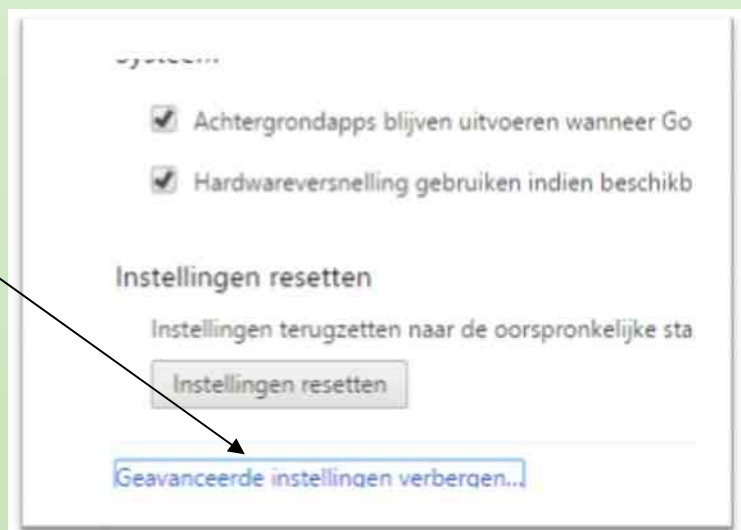 Achtergrondapps blijven uitvoeren wanneer Go
Hardwareversnelling gebruiken indien beschikb
Instellingen resetten
Instellingen terugzetten naar de oorspronkelijke sta
Instellingen resetten
Geavanceerde instellingen verbergen...